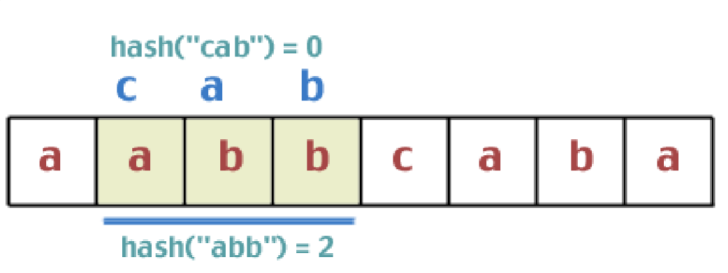 hash("cab") = 0
c a b
a a b b c a b a
hash("abb") = 2